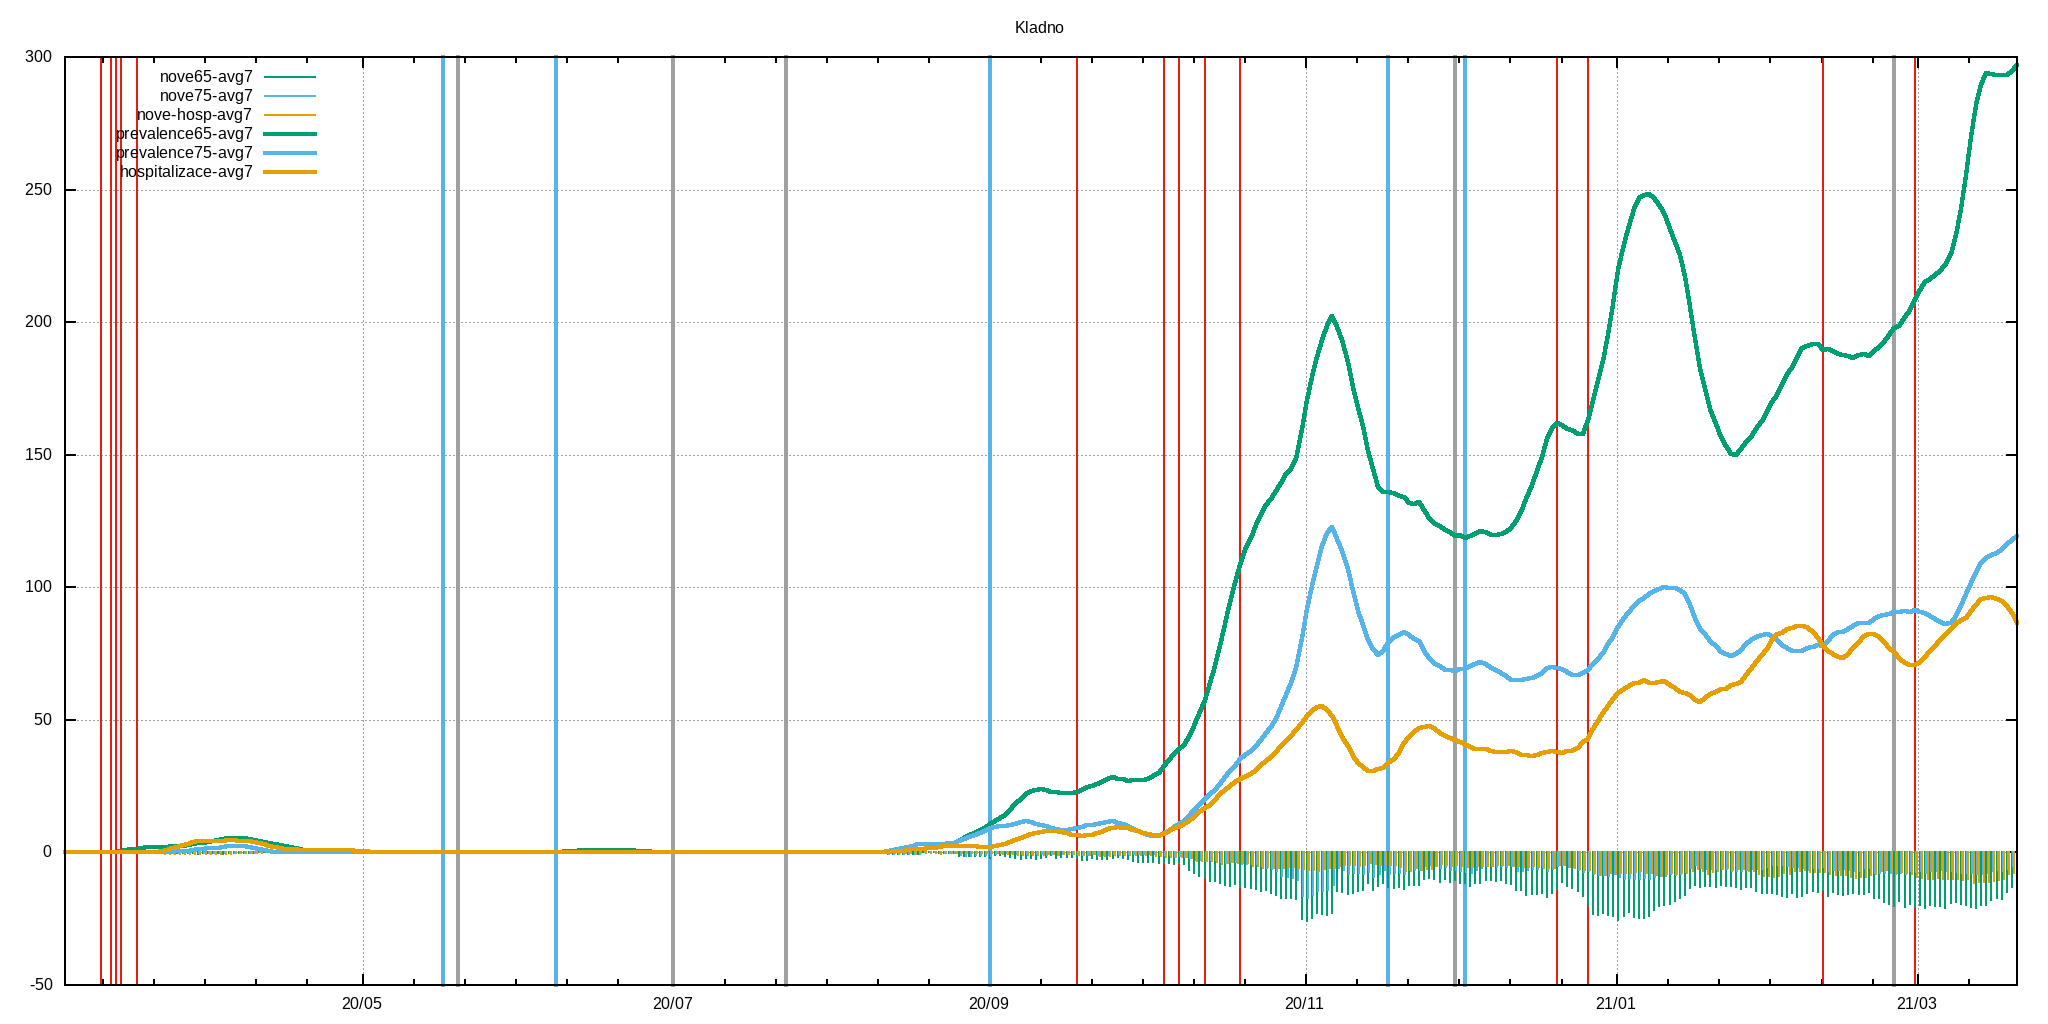 Kladno
300
250
200
150
100
50
0
-50
nove65-avg7
nove75-avg7
nove-hosp-avg7
prevalence65-avg7
prevalence75-avg7
hospitalizace-avg7
20/05 20/07 20/09 20/11 21/01 21/03